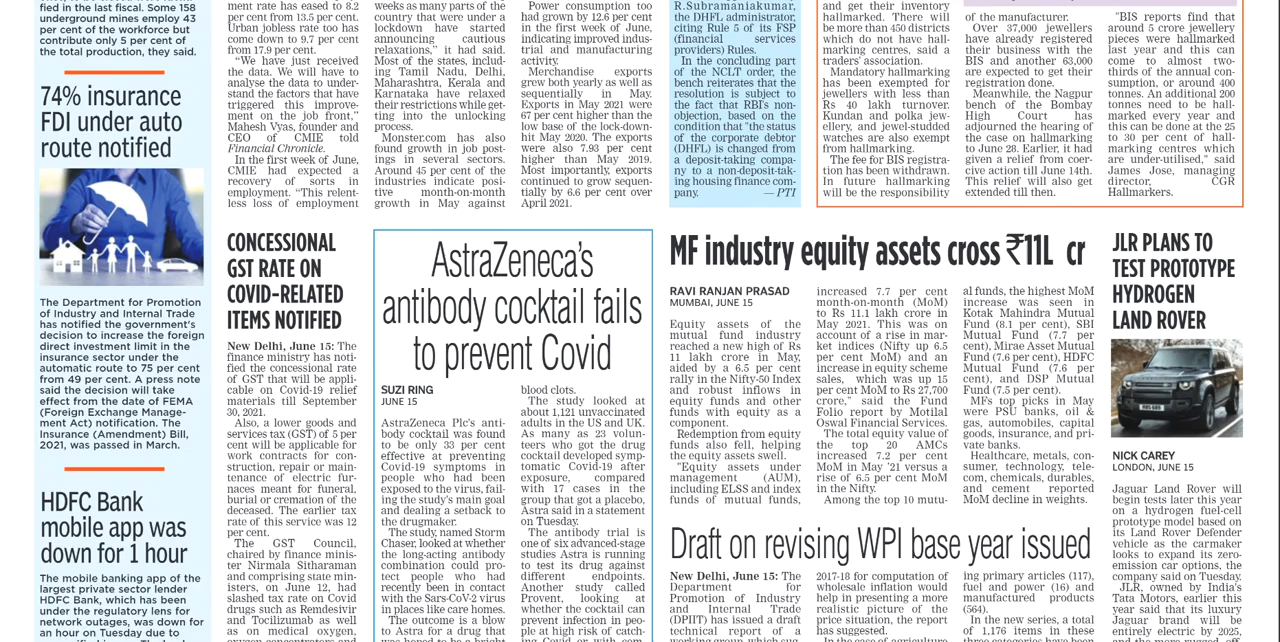 fied in the last fiscal. Some 158
underground mines employ 43
per cent of the workforce but
contribute only 5 per cent of
the total production, they said.
74% insurance
FDI under auto
route notified
The Department for Promotion
of Industry and Internal Trade
has notified the government's
decision to increase the foreign
direct investment limit in the
insurance sector under the
automatic route to 75 per cent
from 49 per cent. A press note
said the decision will take
effect from the date of FEMA
(Foreign Exchange Manage-
ment Act) notification. The
Insurance (Amendment) Bill,
2021, was passed in March.
HDFC Bank
mobile app was
down for 1 hour
The mobile banking app of the
largest private sector lender
HDFC Bank, which has been
under the regulatory lens for
network outages, was down for
an hour on Tuesday due to
ment rate has eased to 8.2
per cent from 13.5 per cent.
Urban jobless rate too has
come down to 9.7 per cent
from 17.9 per cent.
“We have just received
the data. We will have to
analyse the data to under-
stand the factors that have
triggered this improve-
ment on the job front,”
Mahesh Vyas, founder and
CEO of CMIE told
Financial Chronicle.
In the first week of June,
CMIE had expected a
recovery of sorts in
employment. “This relent-
less loss of employment
weeks as many parts of the
country that were under a
lockdown have started
announcing cautious
relaxations,” it had said.
Most of the states, includ-
ing Tamil Nadu, Delhi,
Maharashtra, Kerala and
Karnataka have relaxed
their restrictions while get-
ting into the unlocking
process.
Monster.com has also
found growth in job post-
ings in several sectors.
Around 45 per cent of the
industries indicate posi-
tive month-on-month
growth in May against
Power consumption too
had grown by 12.6 per cent
in the first week of June,
indicating improved indus-
trial and manufacturing
activity.
Merchandise exports
grew both yearly as well as
sequentially in May.
Exports in May 2021 were
67 per cent higher than the
low base of the lock-down-
hit May 2020. The exports
were also 7.93 per cent
higher than May 2019.
Most importantly, exports
continued to grow sequen-
tially by 6.6 per cent over
April 2021.
R.Subramaniakumar,
the DHFL administrator,
citing Rule 5 of its FSP
(financial services
providers) Rules.
In the concluding part
of the NCLT order, the
bench reiterates that the
resolution is subject to
the fact that RBI's non-
objection, based on the
condition that "the status
of the corporate debtor
(DHFL) is changed from
a deposit-taking compa-
ny to a non-deposit-tak-
ing housing finance com-
pany. — PTI
and get their inventory
hallmarked. There will
be more than 450 districts
which do not have hall-
marking centres, said a
traders' association.
Mandatory hallmarking
has been exempted for
jewellers with less than
Rs 40 lakh turnover.
Kundan and polka jew-
ellery, and jewel-studded
watches are also exempt
from hallmarking.
The fee for BIS registra-
tion has been withdrawn.
In future hallmarking
will be the responsibility
of the manufacturer.
Over 37,000 jewellers
have already registered
their business with the
BIS and another 63,000
are expected to get their
registration done.
Meanwhile, the Nagpur
bench of the Bombay
High Court has
adjourned the hearing of
the case on hallmarking
to June 28. Earlier, it had
given a relief from coer-
cive action till June 14th.
This relief will also get
extended till then.
"BIS reports find that
around 5 crore jewellery
pieces were hallmarked
last year and this can
come to almost two-
thirds of the annual con-
sumption, or around 400
tonnes. An additional 200
tonnes need to be hall-
marked every year and
this can be done at the 25
to 30 per cent of hall-
marking centres which
are under-utilised," said
James Jose, managing
director, CGR
Hallmarkers.
CONCESSIONAL
GST RATE ON
COVID-RELATED
ITEMS NOTIFIED
New Delhi, June 15: The
finance ministry has noti-
fied the concessional rate
of GST that will be appli-
cable on Covid-19 relief
materials till September
30, 2021.
Also, a lower goods and
services tax (GST) of 5 per
cent will be applicable for
work contracts for con-
struction, repair or main-
tenance of electric fur-
naces meant for funeral,
burial or cremation of the
deceased. The earlier tax
rate of this service was 12
per cent.
The GST Council,
chaired by finance minis-
ter Nirmala Sitharaman
and comprising state min-
isters, on June 12, had
slashed tax rate on Covid
drugs such as Remdesivir
and Tocilizumab as well
as on medical oxygen,
oxygen concentrators and
AstraZeneca's
antibody cocktail fails
to prevent Covid
SUZI RING
JUNE 15
AstraZeneca Plc's anti-
body cocktail was found
to be only 33 per cent
effective at preventing
Covid-19 symptoms in
people who had been
exposed to the virus, fail-
ing the study's main goal
and dealing a setback to
the drugmaker.
The study, named Storm
Chaser, looked at whether
the long-acting antibody
combination could pro-
tect people who had
recently been in contact
with the Sars-CoV-2 virus
in places like care homes.
The outcome is a blow
to Astra for a drug that
was hoped to be a bright
blood clots.
The study looked at
about 1,121 unvaccinated
adults in the US and UK.
As many as 23 volun-
teers who got the drug
cocktail developed symp-
tomatic Covid-19 after
exposure, compared
with 17 cases in the
group that got a placebo,
Astra said in a statement
on Tuesday.
The antibody trial is
one of six advanced-stage
studies Astra is running
to test its drug against
different endpoints.
Another study called
Provent, looking at
whether the cocktail can
prevent infection in peo-
ple at high risk of catch-
ing Covid or with com-
MF industry equity assets cross ₹11L cr
RAVI RANJAN PRASAD
MUMBAI, JUNE 15
Equity assets of the
mutual fund industry
reached a new high of Rs
11 lakh crore in May,
aided by a 6.5 per cent
rally in the Nifty-50 Index
and robust inflows in
equity funds and other
funds with equity as a
component.
Redemption from equity
funds also fell, helping
the equity assets swell.
"Equity assets under
management (AUM),
including ELSS and index
funds of mutual funds,
increased 7.7 per cent
month-on-month (MoM)
to Rs 11.1 lakh crore in
May 2021. This was on
account of a rise in mar-
ket indices (Nifty up 6.5
per cent MoM) and an
increase in equity scheme
sales, which was up 15
per cent MoM to Rs 27,700
crore," said the Fund
Folio report by Motilal
Oswal Financial Services.
The total equity value of
the top 20 AMCs
increased 7.2 per cent
MoM in May '21 versus a
rise of 6.5 per cent MoM
in the Nifty.
Among the top 10 mutu-
al funds, the highest MoM
increase was seen in
Kotak Mahindra Mutual
Fund (8.1 per cent), SBI
Mutual Fund (7.7 per
cent), Mirae Asset Mutual
Fund (7.6 per cent), HDFC
Mutual Fund (7.6 per
cent), and DSP Mutual
Fund (7.5 per cent).
MF's top picks in May
were PSU banks, oil &
gas, automobiles, capital
goods, insurance, and pri-
vate banks.
Healthcare, metals, con-
sumer, technology, tele-
com, chemicals, durables,
and cement reported
MoM decline in weights.
Draft on revising WPI base year issued
New Delhi, June 15: The
Department for
Promotion of Industry
and Internal Trade
(DPIIT) has issued a draft
technical report of a
working group which sug-
2017-18 for computation of
wholesale inflation would
help in presenting a more
realistic picture of the
price situation, the report
has suggested.
In the case of agriculture
ing primary articles (117),
fuel and power (16) and
manufactured products
(564).
In the new series, a total
of 1,176 items in these
three categories have been
JLR PLANS TO
TEST PROTOTYPE
HYDROGEN
LAND ROVER
NICK CAREY
LONDON, JUNE 15
Jaguar Land Rover will
begin tests later this year
on a hydrogen fuel-cell
prototype model based on
its Land Rover Defender
vehicle as the carmaker
looks to expand its zero-
emission car options, the
company said on Tuesday.
JLR, owned by India's
Tata Motors, earlier this
year said that its luxury
Jaguar brand will be
entirely electric by 2025,